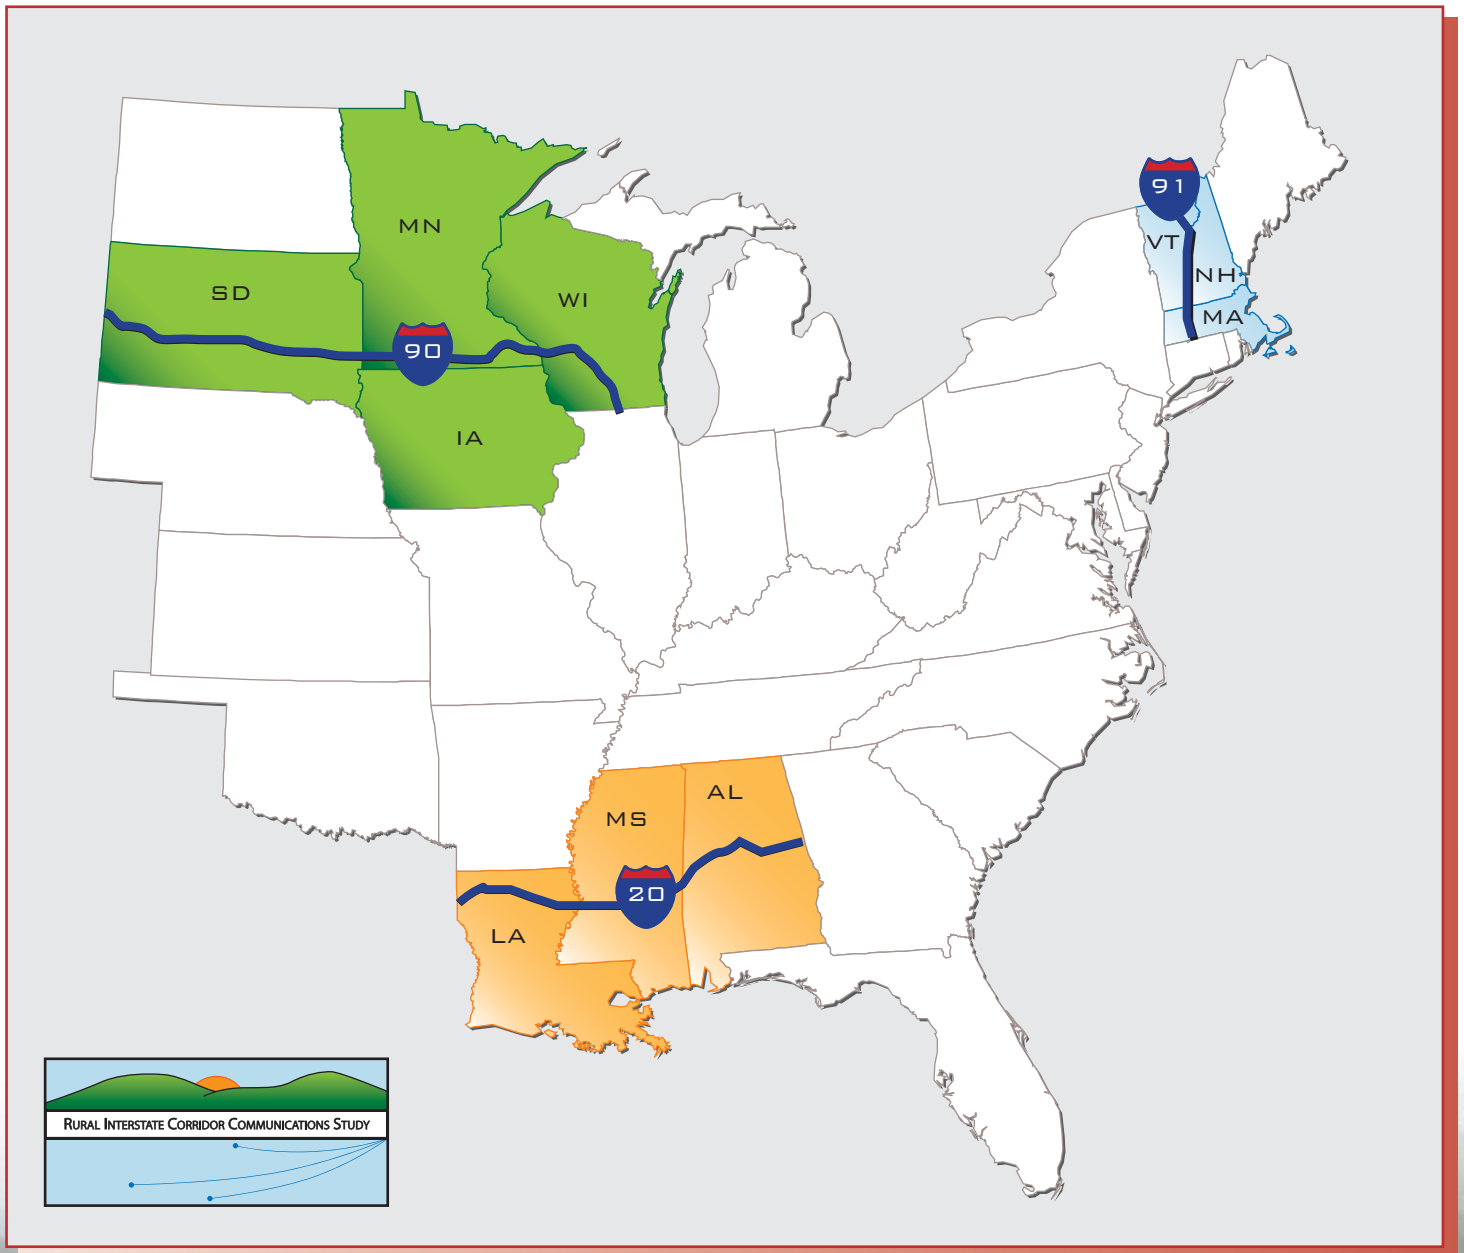 91
MN
VT
SD
NH
WI
MA
90
IA
AL
MS
20
LA
RURAL INTERSTATE CORRIDOR COMMUNICATIONS STUDY